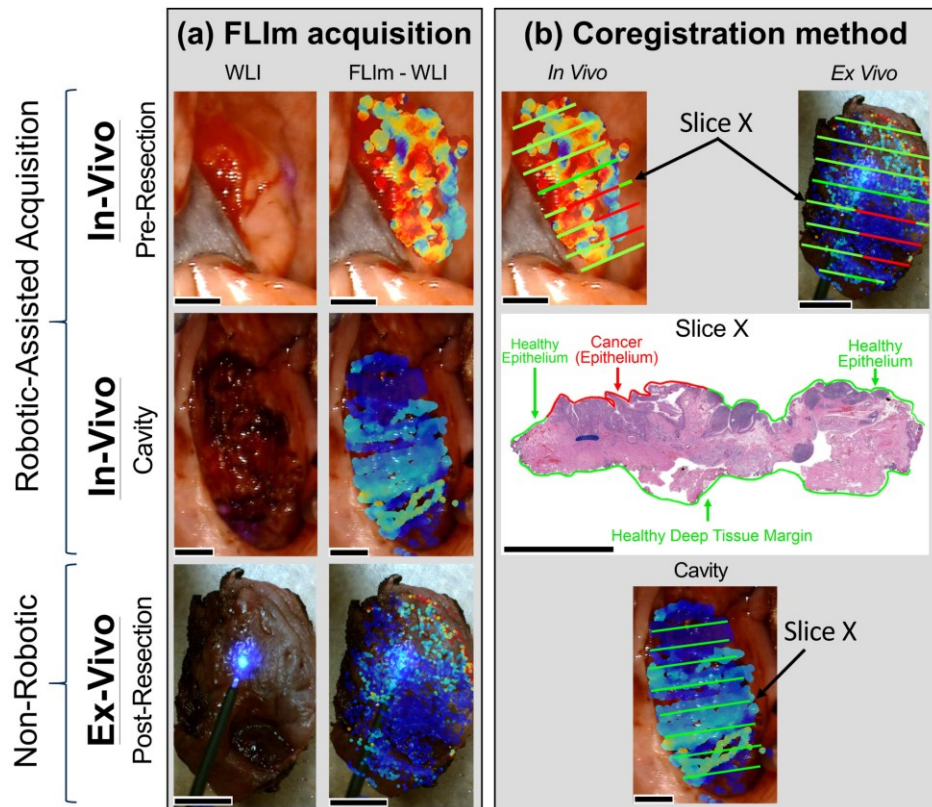 (a) FLIm acquisition
WLI
FLIm - WLI
Robotic-Assisted Acquisition
In-Vivo
Pre-Resection
In-Vivo
Cavity
Non-Robotic
Ex-Vivo
Post-Resection
(b) Coregistration method
In Vivo
Ex Vivo
Slice X
Slice X
Healthy
Epithelium
Cancer
(Epithelium)
Healthy
Epithelium
Healthy Deep Tissue Margin
Cavity
Slice X